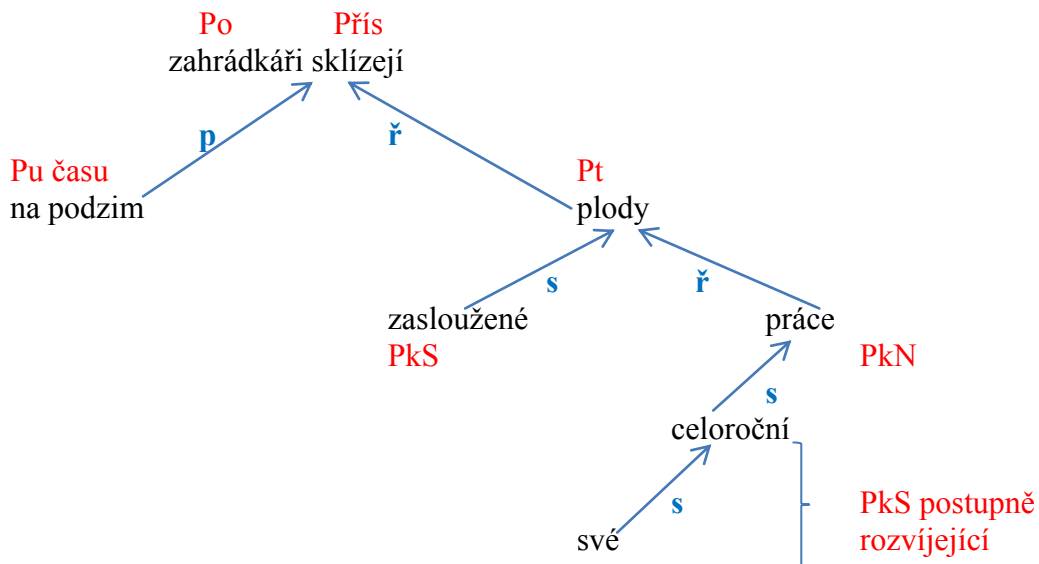 Po Přís
zahrádkáři sklízejí
p ř
Pu času Pt
na podzim plody
s ř
zasloužené práce
PkS PkN
s
celoroční
s PkS postupně
své rozvíjející